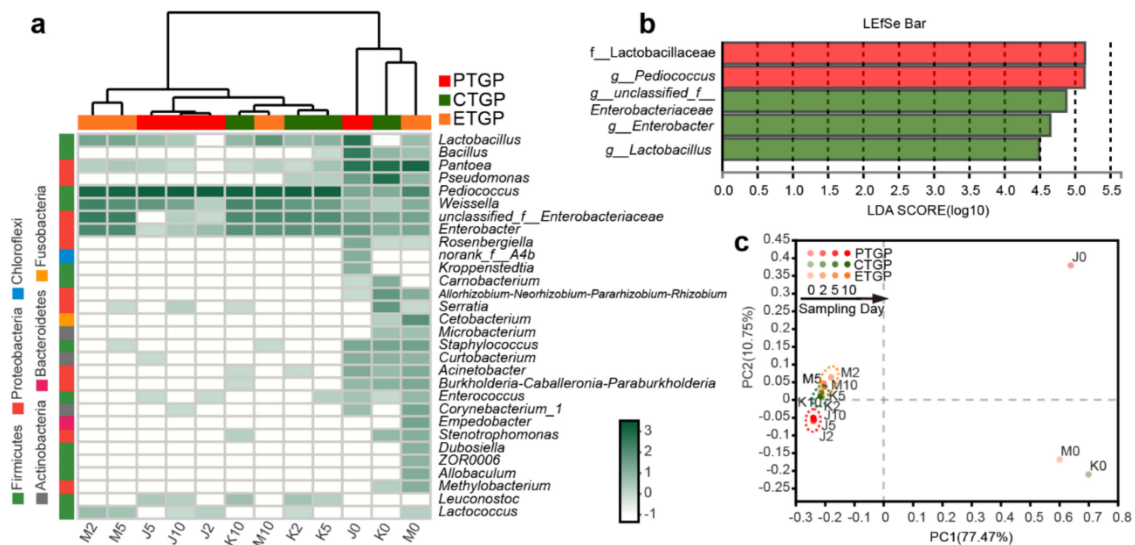 a
PTGP
CTGP
ETGP
Lactobacillus
Bacillus
Pantoea
Pseudomonas
Pediococcus
Weissella
unclassified_f__Enterobacteriaceae
Enterobacter
Rosenbergiella
norank_f__A4b
Kroppenstedtia
Carnobacterium
Allorhizobium-Neorhizobium-Pararhizobium-Rhizobium
Serratia
Cetobacterium
Microbacterium
Staphylococcus
Curtobacterium
Acinetobacter
Burkholderia-Caballeronia-Paraburkholderia
Enterococcus
Corynebacterium_1
Empedobacter
Stenotrophomonas
Dubosiella
ZOR0006
Allobaculum
Methylobacterium
Leuconostoc
Lactococcus
Firmicutes
Proteobacteria
Chloroflexi
Actinobacteria
Bacteroidetes
Fusobacteria
M2 M5 J5 J10 J2 K10 M10 K2 K5 J0 K0 M0
3
2
1
0
-1
b
LEfSe Bar
f__Lactobacillaceae
g__Pediococcus
g__unclassified_f__
Enterobacteriaceae
g__Enterobacter
g__Lactobacillus
0.0 0.5 1.0 1.5 2.0 2.5 3.0 3.5 4.0 4.5 5.0 5.5
LDA SCORE(log10)
c
PTGP
CTGP
ETGP
0 2 5 10
Sampling Day
0.45
0.4
0.35
0.3
0.25
0.2
0.15
0.1
0.05
0
-0.05
-0.1
-0.15
-0.2
-0.25
PC2(10.75%)
J0
M2
M5
M10
K5
K10
K2
J10
J5
J2
M0
K0
-0.3 -0.2 -0.1 0 0.1 0.2 0.3 0.4 0.5 0.6 0.7 0.8
PC1(77.47%)